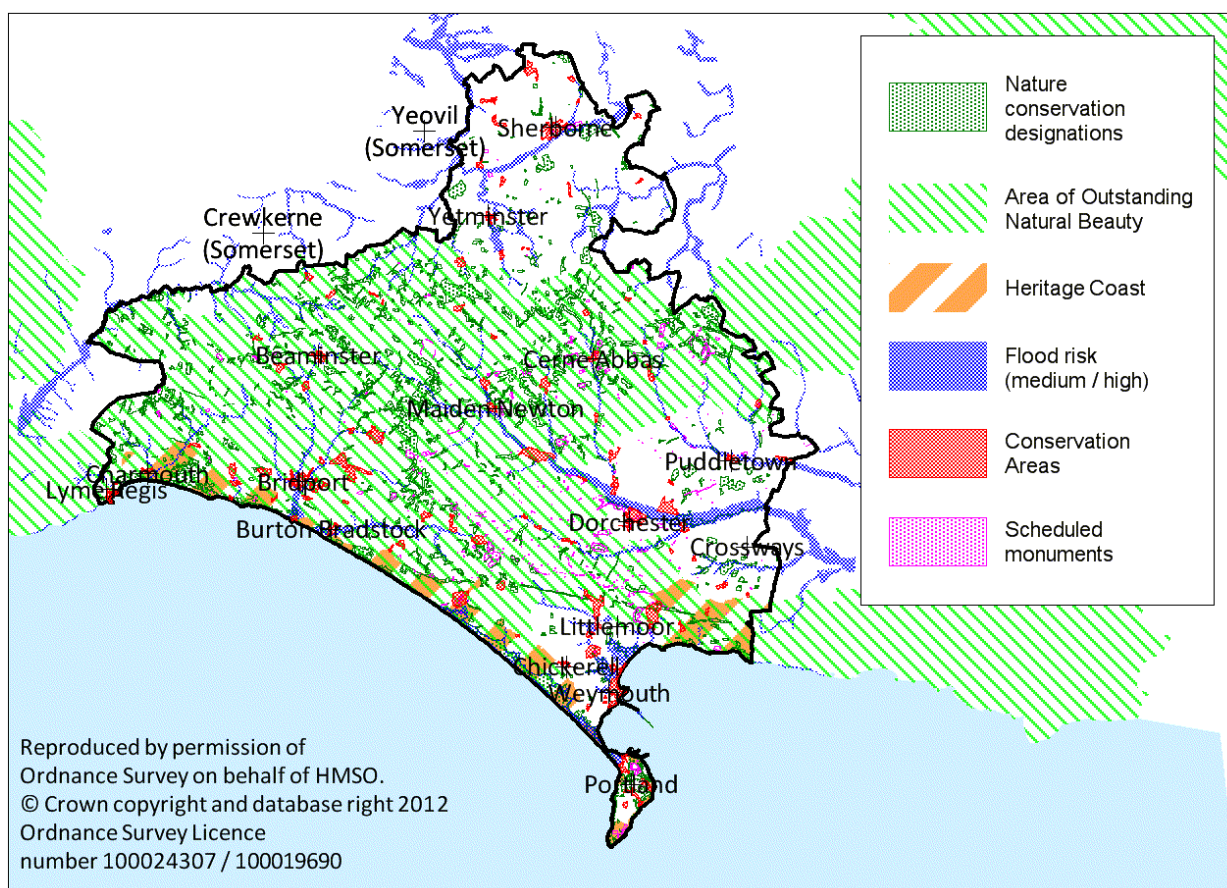 Yeovil
(Somerset)
Sherborne
Crewkerne
(Somerset)
Yetminster
Beaminster
Cerne Abbas
Maiden Newton
Puddletown
Charmouth
Lyme Regis
Bridport
Burton Bradstock
Dorchester
Crossways
Littlemoor
Chickerell
Weymouth
Portland
Nature
conservation
designations
Area of Outstanding
Natural Beauty
Heritage Coast
Flood risk
(medium / high)
Conservation
Areas
Scheduled
monuments
Reproduced by permission of
Ordnance Survey on behalf of HMSO.
© Crown copyright and database right 2012
Ordnance Survey Licence
number 100024307 / 100019690